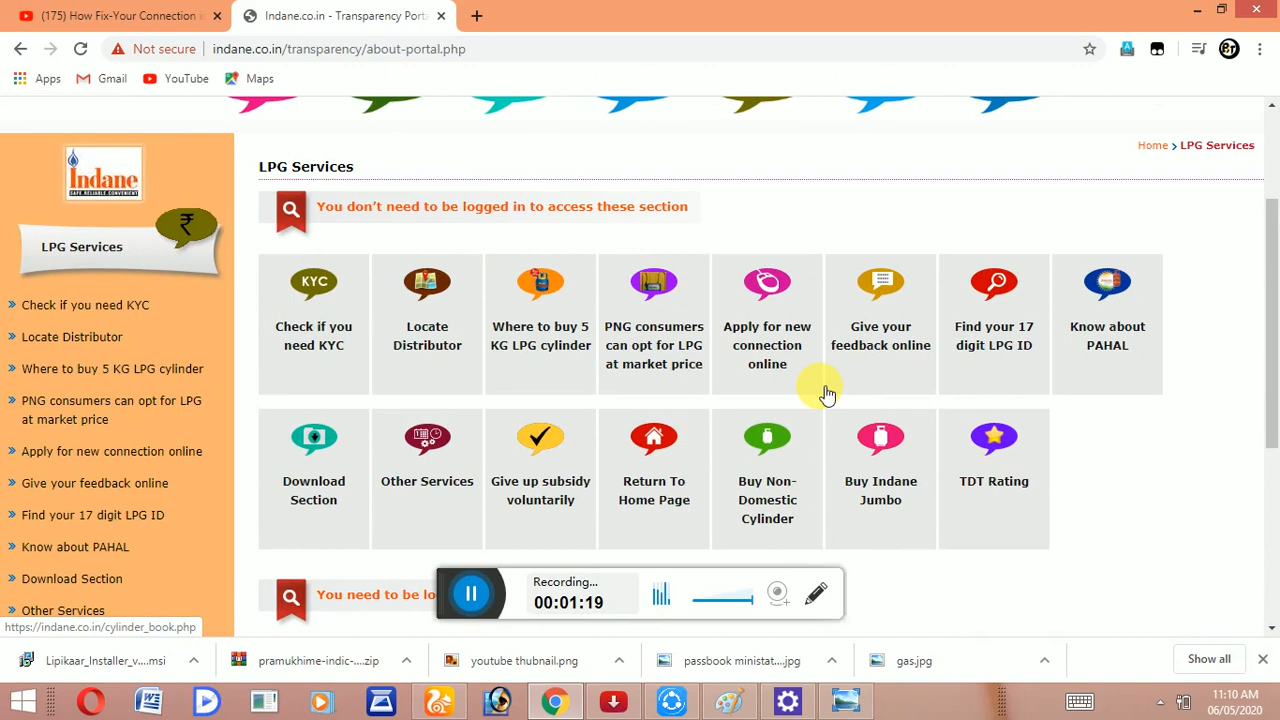 (175) How Fix-Your Connection i
Indane.co.in - Transparency Porta
Not secure
indane.co.in/transparency/about-portal.php
Apps
Gmail
YouTube
Maps
Home
LPG Services
Indane
SAFE. RELIABLE. CONVENIENT
LPG Services
Check if you need KYC
Locate Distributor
Where to buy 5 KG LPG cylinder
PNG consumers can opt for LPG
at market price
Apply for new connection online
Give your feedback online
Find your 17 digit LPG ID
Know about PAHAL
Download Section
Other Services
LPG Services
You don't need to be logged in to access these section
KYC
Check if you
need KYC
Locate
Distributor
Where to buy 5
KG LPG cylinder
PNG consumers
can opt for LPG
at market price
Apply for new
connection
online
Give your
feedback online
Find your 17
digit LPG ID
Know about
PAHAL
Download
Section
Other Services
Give up subsidy
voluntarily
Return To
Home Page
Buy Non-
Domestic
Cylinder
Buy Indane
Jumbo
TDT Rating
You need to be lo
Recording...
00:01:19
https://indane.co.in/cylinder_book.php
Lipikaar_Installer_v....msi
pramukhime-indic-....zip
youtube thubnail.png
passbook ministat....jpg
gas.jpg
Show all
11:10 AM
06/05/2020